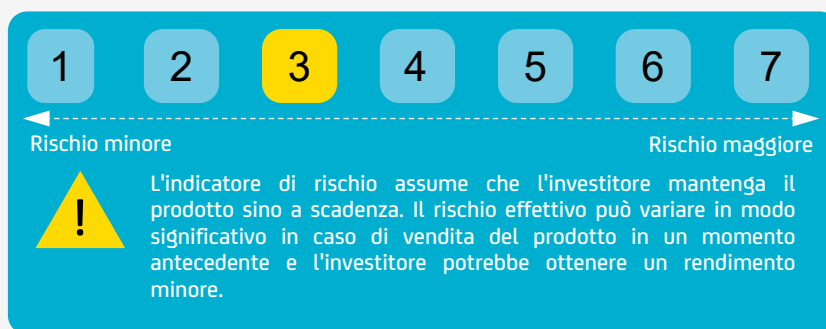 1 2 3 4 5 6 7
Rischio minore Rischio maggiore
!
L'indicatore di rischio assume che l'investitore mantenga il
prodotto sino a scadenza. Il rischio effettivo può variare in modo
significativo in caso di vendita del prodotto in un momento
antecedente e l'investitore potrebbe ottenere un rendimento
minore.